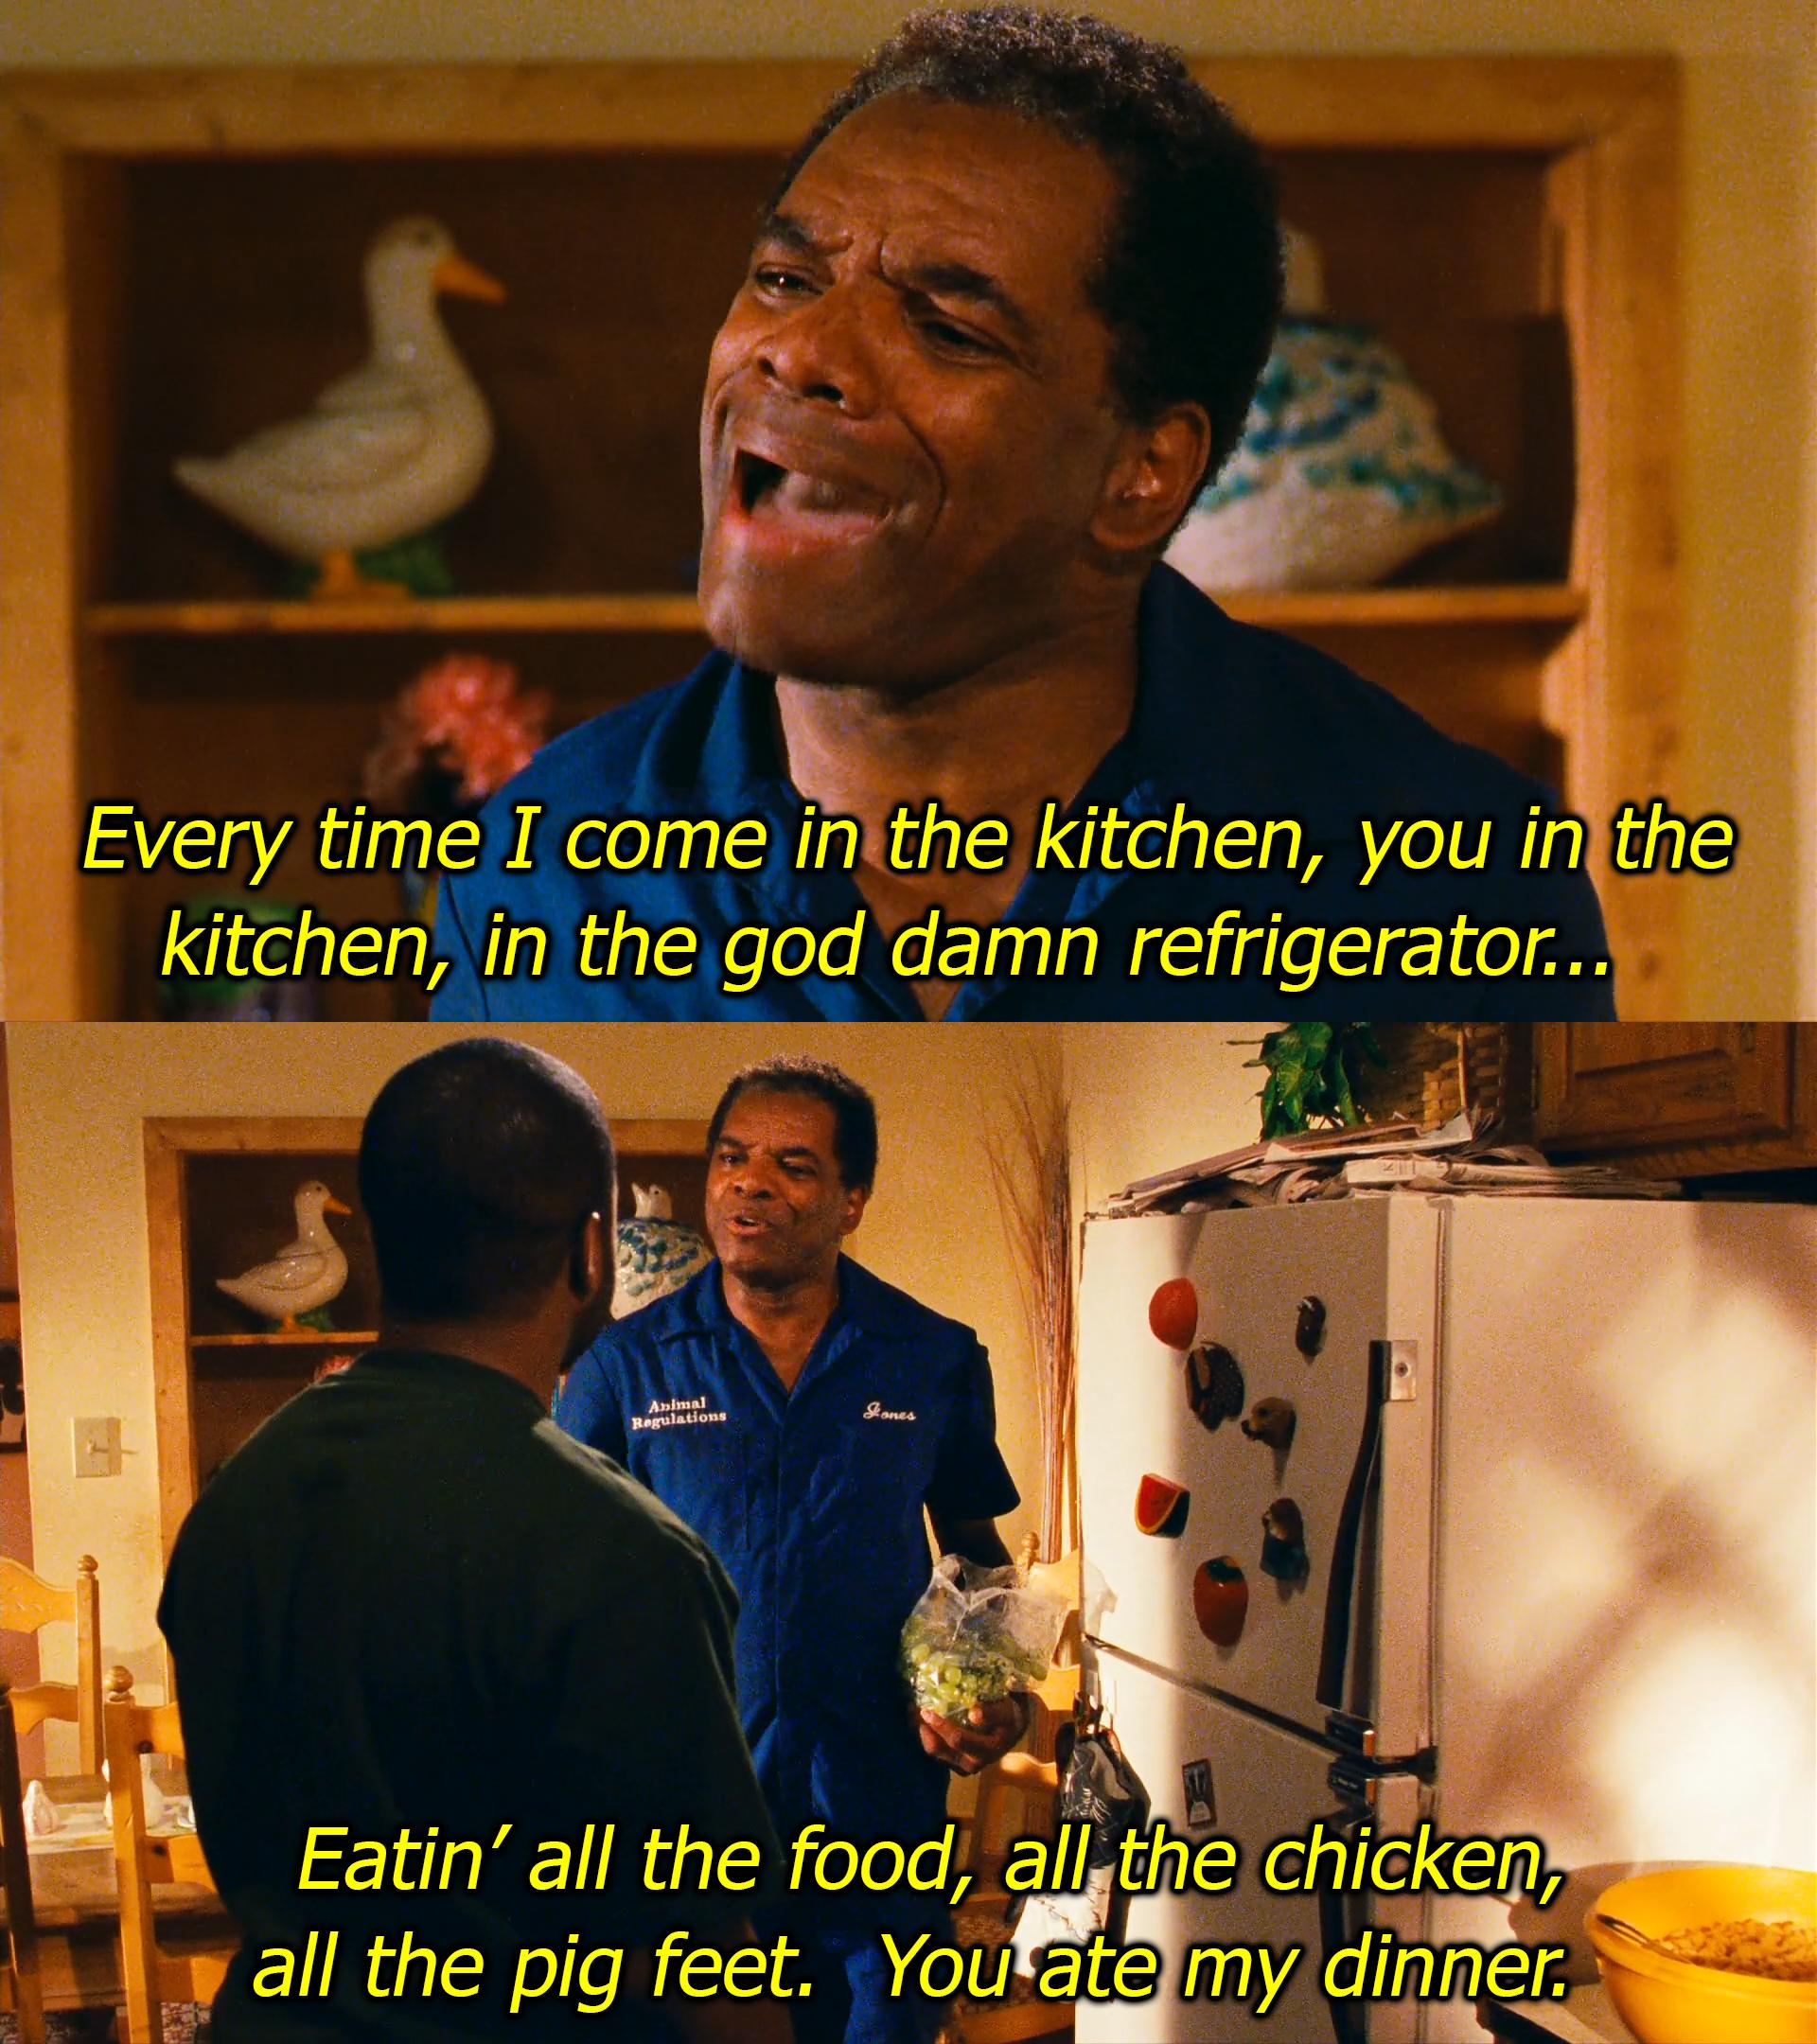 Every time I come in the kitchen, you in the
kitchen, in the god damn refrigerator...
Animal
Regulations
Jones
Eatin’ all the food, all the chicken,
all the pig feet.  You ate my dinner.